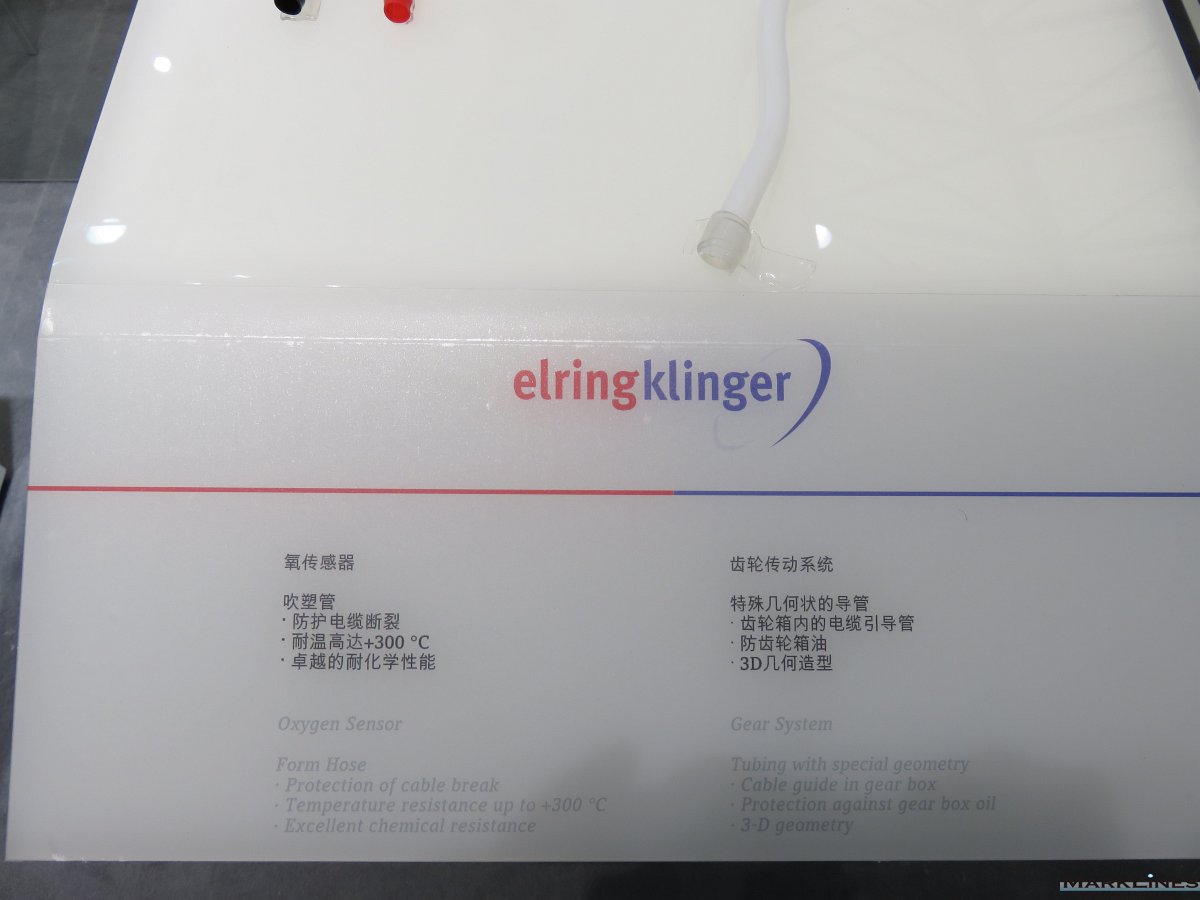 elringklinger
氧传感器
吹塑管
· 防护电缆断裂
· 耐温高达+300 °C
· 卓越的耐化学性能
Oxygen Sensor
Form Hose
· Protection of cable break
· Temperature resistance up to +300 °C
· Excellent chemical resistance
齿轮传动系统
特殊几何状的导管
· 齿轮箱内的电缆引导管
· 防齿轮箱油
· 3D几何造型
Gear System
Tubing with special geometry
· Cable guide in gear box
· Protection against gear box oil
· 3-D geometry
MARKLINES